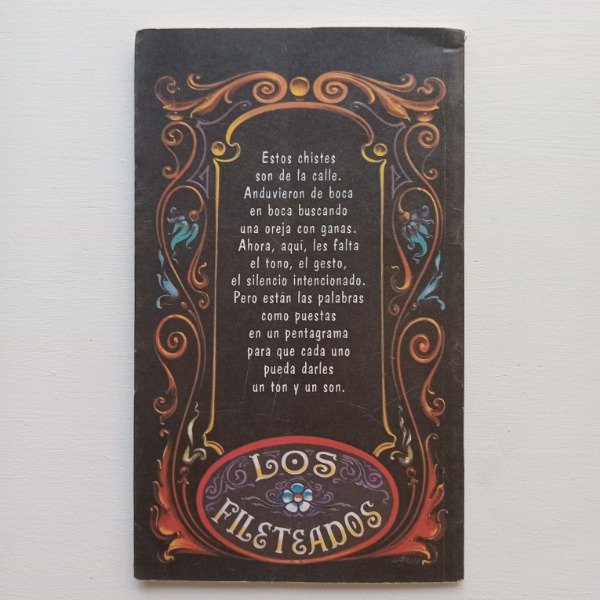 Estos chistes
son de la calle.
Anduvieron de boca
en boca buscando
una oreja con ganas.
Ahora, aquí, les falta
el tono, el gesto,
el silencio intencionado.
Pero están las palabras
como puestas
en un pentagrama
para que cada uno
pueda darles
un ton y un son.
LOS
FILETEADOS